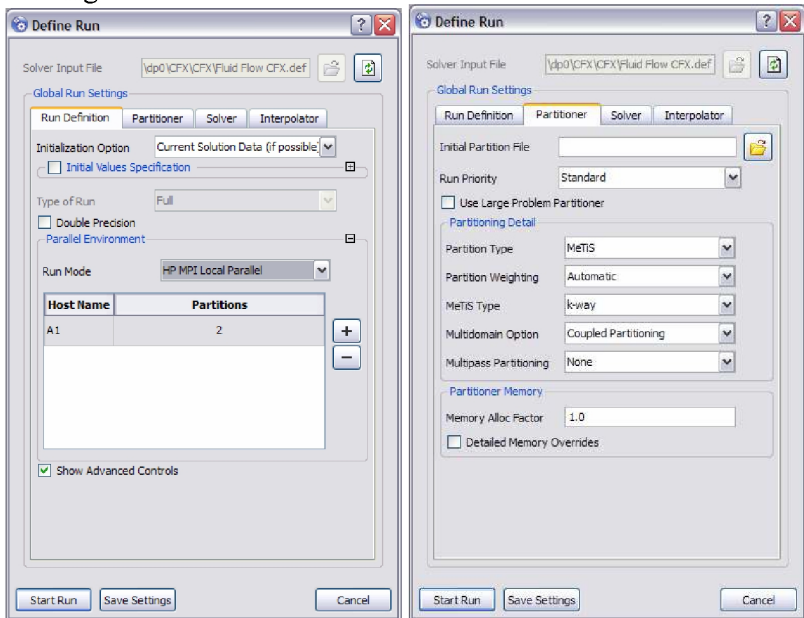 Define Run
Solver Input File \dp0\CFX\CFX\Fluid Flow CFX.def
Global Run Settings
Run Definition Partitioner Solver Interpolator
Initialization Option Current Solution Data (if possible)
Initial Values Specification
Type of Run Full
Double Precision
Parallel Environment
Run Mode HP MPI Local Parallel
Host Name Partitions
A1 2
Show Advanced Controls
Start Run Save Settings Cancel
Define Run
Solver Input File \dp0\CFX\CFX\Fluid Flow CFX.def
Global Run Settings
Run Definition Partitioner Solver Interpolator
Initial Partition File
Run Priority Standard
Use Large Problem Partitioner
Partitioning Detail
Partition Type MeTiS
Partition Weighting Automatic
MeTiS Type k-way
Multidomain Option Coupled Partitioning
Multipass Partitioning None
Partitioner Memory
Memory Alloc Factor 1.0
Detailed Memory Overrides
Start Run Save Settings Cancel